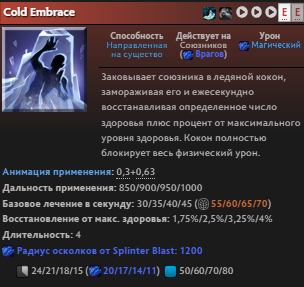 Cold Embrace
E E
Способность Действует на Урон
Направленная на существо Союзников (Врагов) Магический
Заковывает союзника в ледяной кокон,
замораживая его и ежесекундно
восстанавливая определенное число
здоровья плюс процент от максимального
уровня здоровья. Кокон полностью
блокирует весь физический урон.
Анимация применения: 0,3+0,63
Дальность применения: 850/900/950/1000
Базовое лечение в секунду: 30/35/40/45 (55/60/65/70)
Восстановление от макс. здоровья: 1,75%/2,5%/3,25%/4%
Длительность: 4
Радиус осколков от Splinter Blast: 1200
24/21/18/15 (20/17/14/11) 50/60/70/80